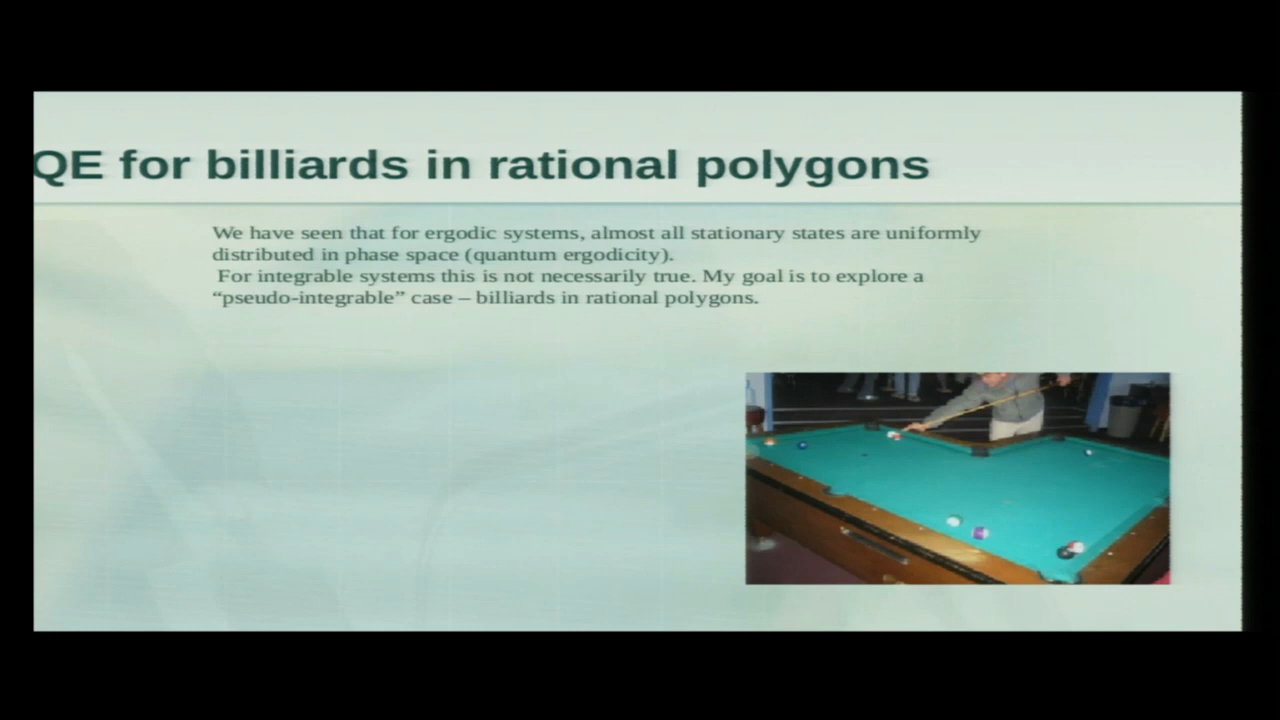 QE for billiards in rational polygons
We have seen that for ergodic systems, almost all stationary states are uniformly
distributed in phase space (quantum ergodicity).
For integrable systems this is not necessarily true. My goal is to explore a
“pseudo-integrable” case – billiards in rational polygons.